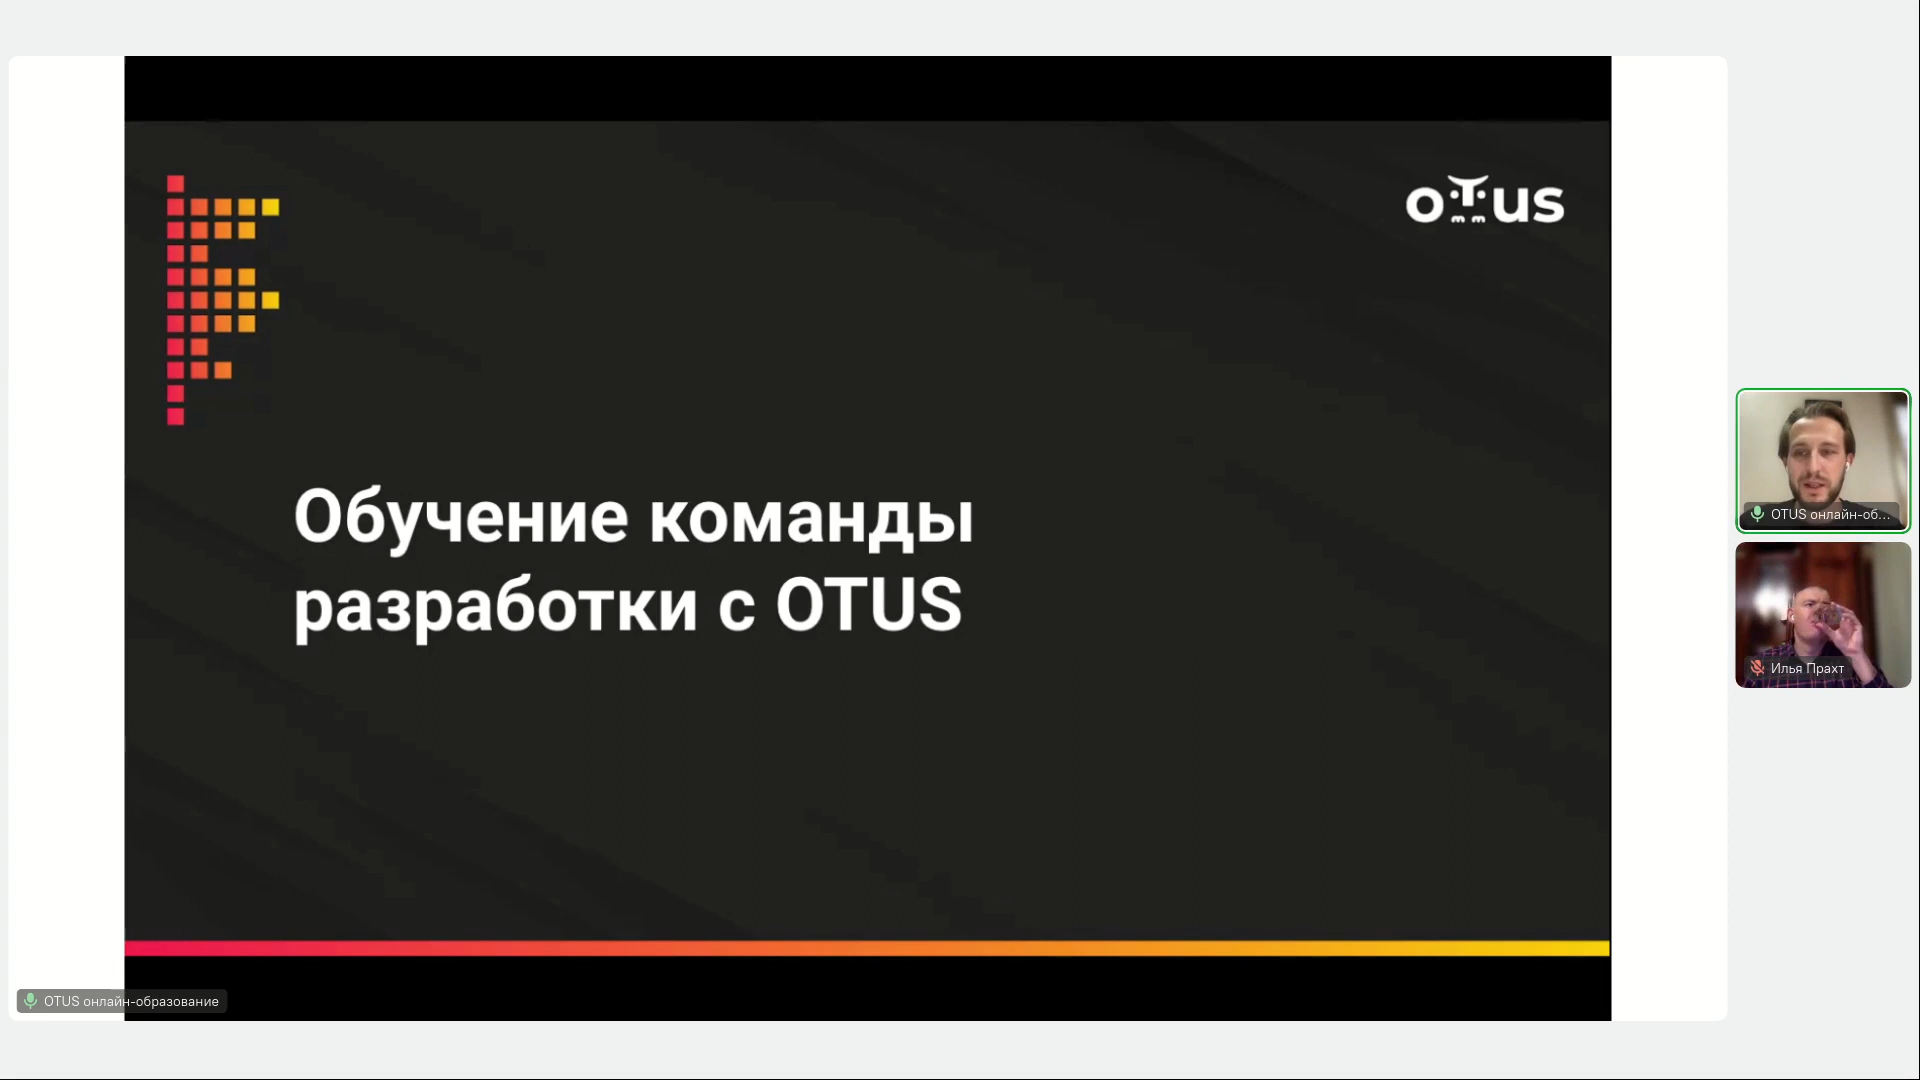 OTUS
Обучение команды
разработки с OTUS
OTUS онлайн-об...
Илья Прахт
OTUS онлайн-образование